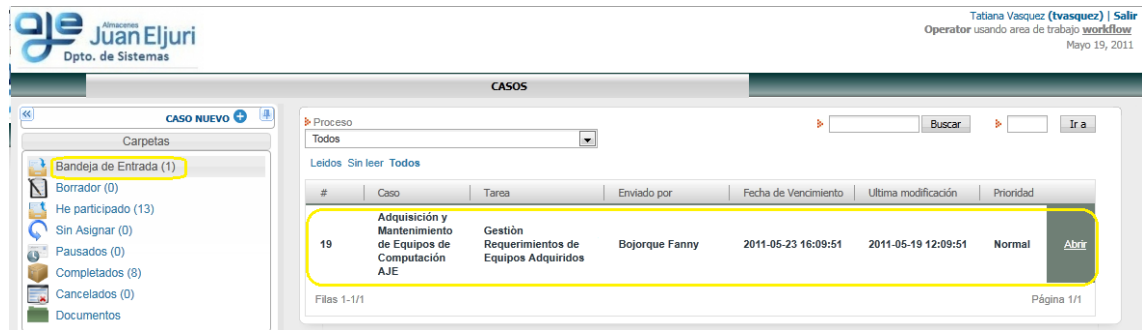 Almacenes
aje Juan Eljuri
Dpto. de Sistemas
Tatiana Vasquez (tvasquez) | Salir
Operator usando area de trabajo workflow
Mayo 19, 2011
CASOS
CASO NUEVO
Carpetas
Bandeja de Entrada (1)
Borrador (0)
He participado (13)
Sin Asignar (0)
Pausados (0)
Completados (8)
Cancelados (0)
Documentos
Proceso
Todos
Buscar
Ir a
Leidos Sin leer Todos
# Caso Tarea Enviado por Fecha de Vencimiento Ultima modificación Prioridad
19 Adquisición y Mantenimiento de Equipos de Computación AJE Gestiòn Requerimientos de Equipos Adquiridos Bojorque Fanny 2011-05-23 16:09:51 2011-05-19 12:09:51 Normal Abrir
Filas 1-1/1
Página 1/1